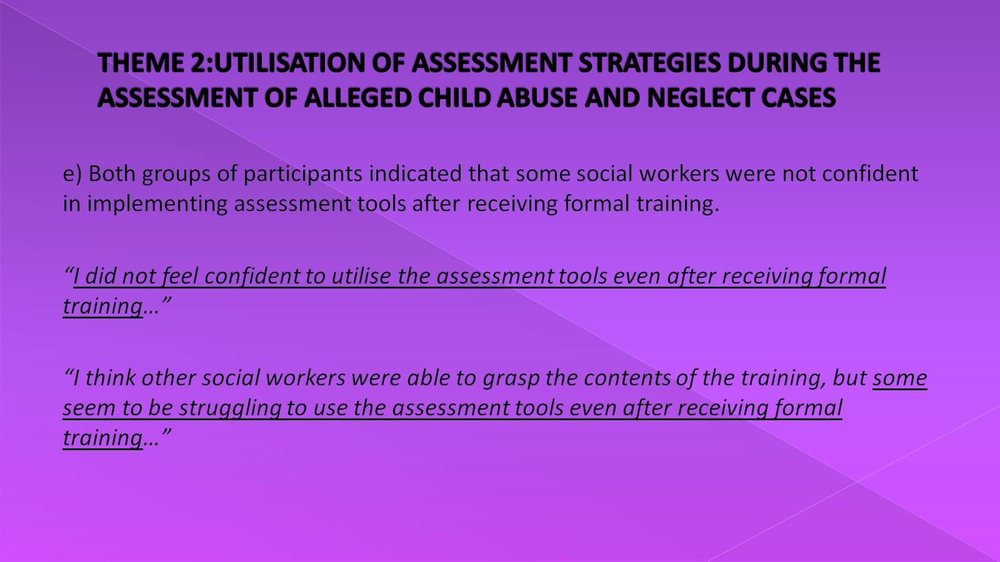 THEME 2:UTILISATION OF ASSESSMENT STRATEGIES DURING THE
ASSESSMENT OF ALLEGED CHILD ABUSE AND NEGLECT CASES
e) Both groups of participants indicated that some social workers were not confident
in implementing assessment tools after receiving formal training.
“I did not feel confident to utilise the assessment tools even after receiving formal
training…”
“I think other social workers were able to grasp the contents of the training, but some
seem to be struggling to use the assessment tools even after receiving formal
training…”